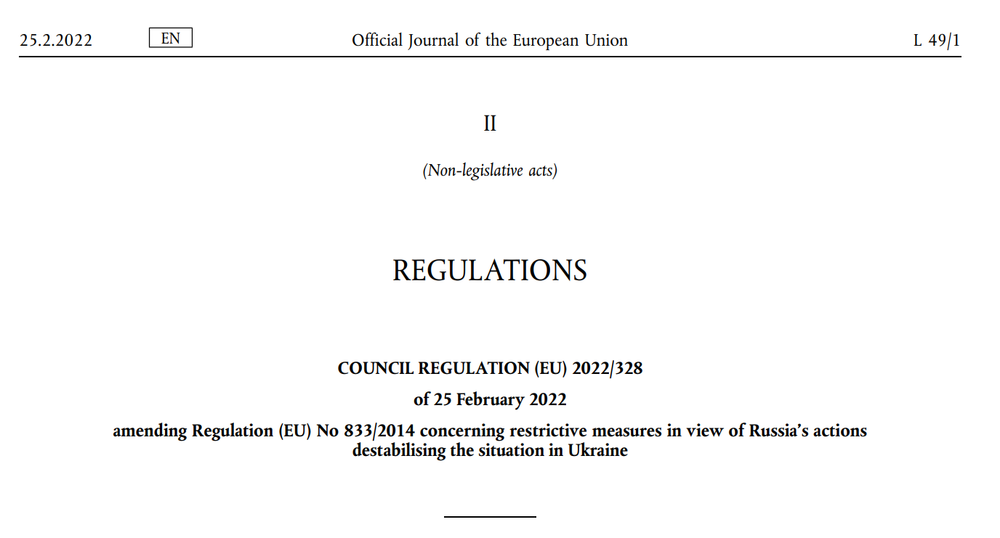 25.2.2022 EN Official Journal of the European Union L 49/1
II
(Non-legislative acts)
REGULATIONS
COUNCIL REGULATION (EU) 2022/328
of 25 February 2022
amending Regulation (EU) No 833/2014 concerning restrictive measures in view of Russia’s actions
destabilising the situation in Ukraine